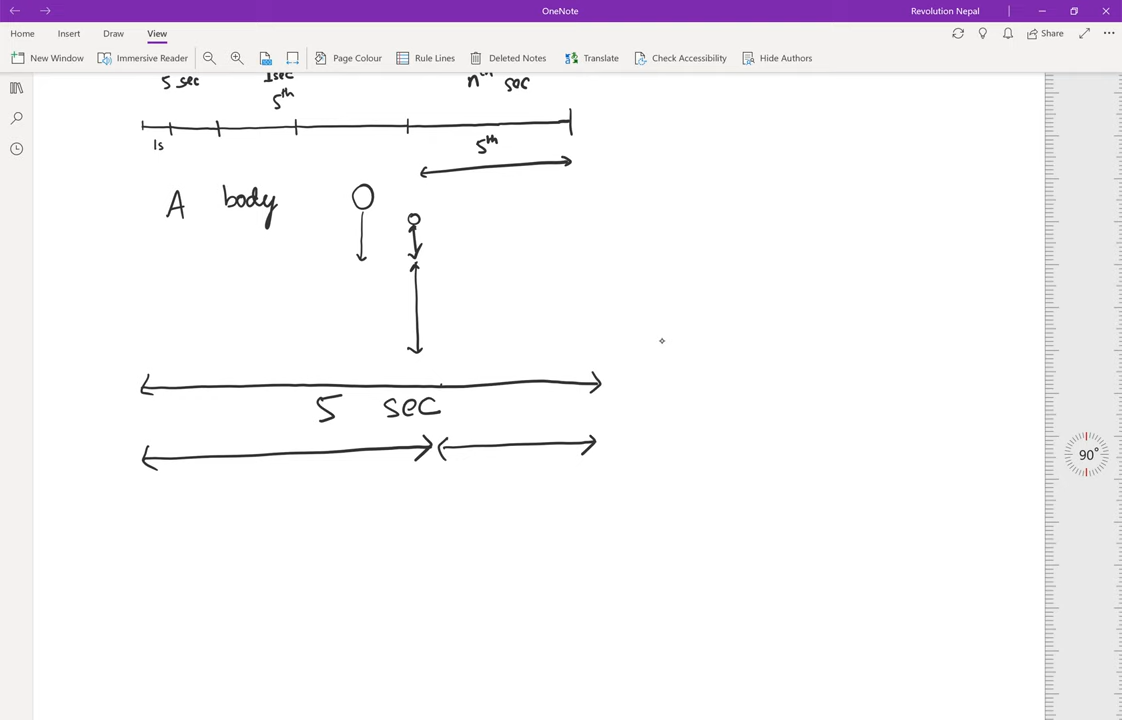 OneNote
Revolution Nepal
Home Insert Draw View
Share
New Window Immersive Reader Page Colour Rule Lines Deleted Notes Translate Check Accessibility Hide Authors
5 sec 1sec nth sec
5th
1s 5th
A body
5 sec
90°